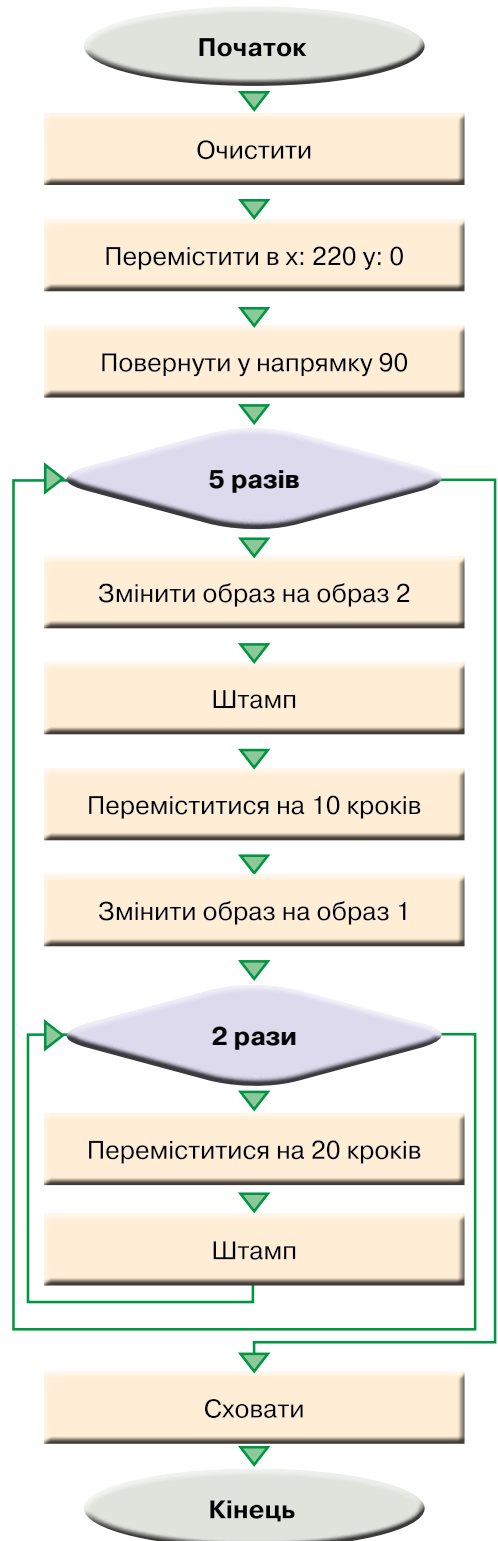 Початок
Очистити
Перемістити в x: 220 y: 0
Повернути у напрямку 90
5 разів
Змінити образ на образ 2
Штамп
Переміститися на 10 кроків
Змінити образ на образ 1
2 рази
Переміститися на 20 кроків
Штамп
Сховати
Кінець